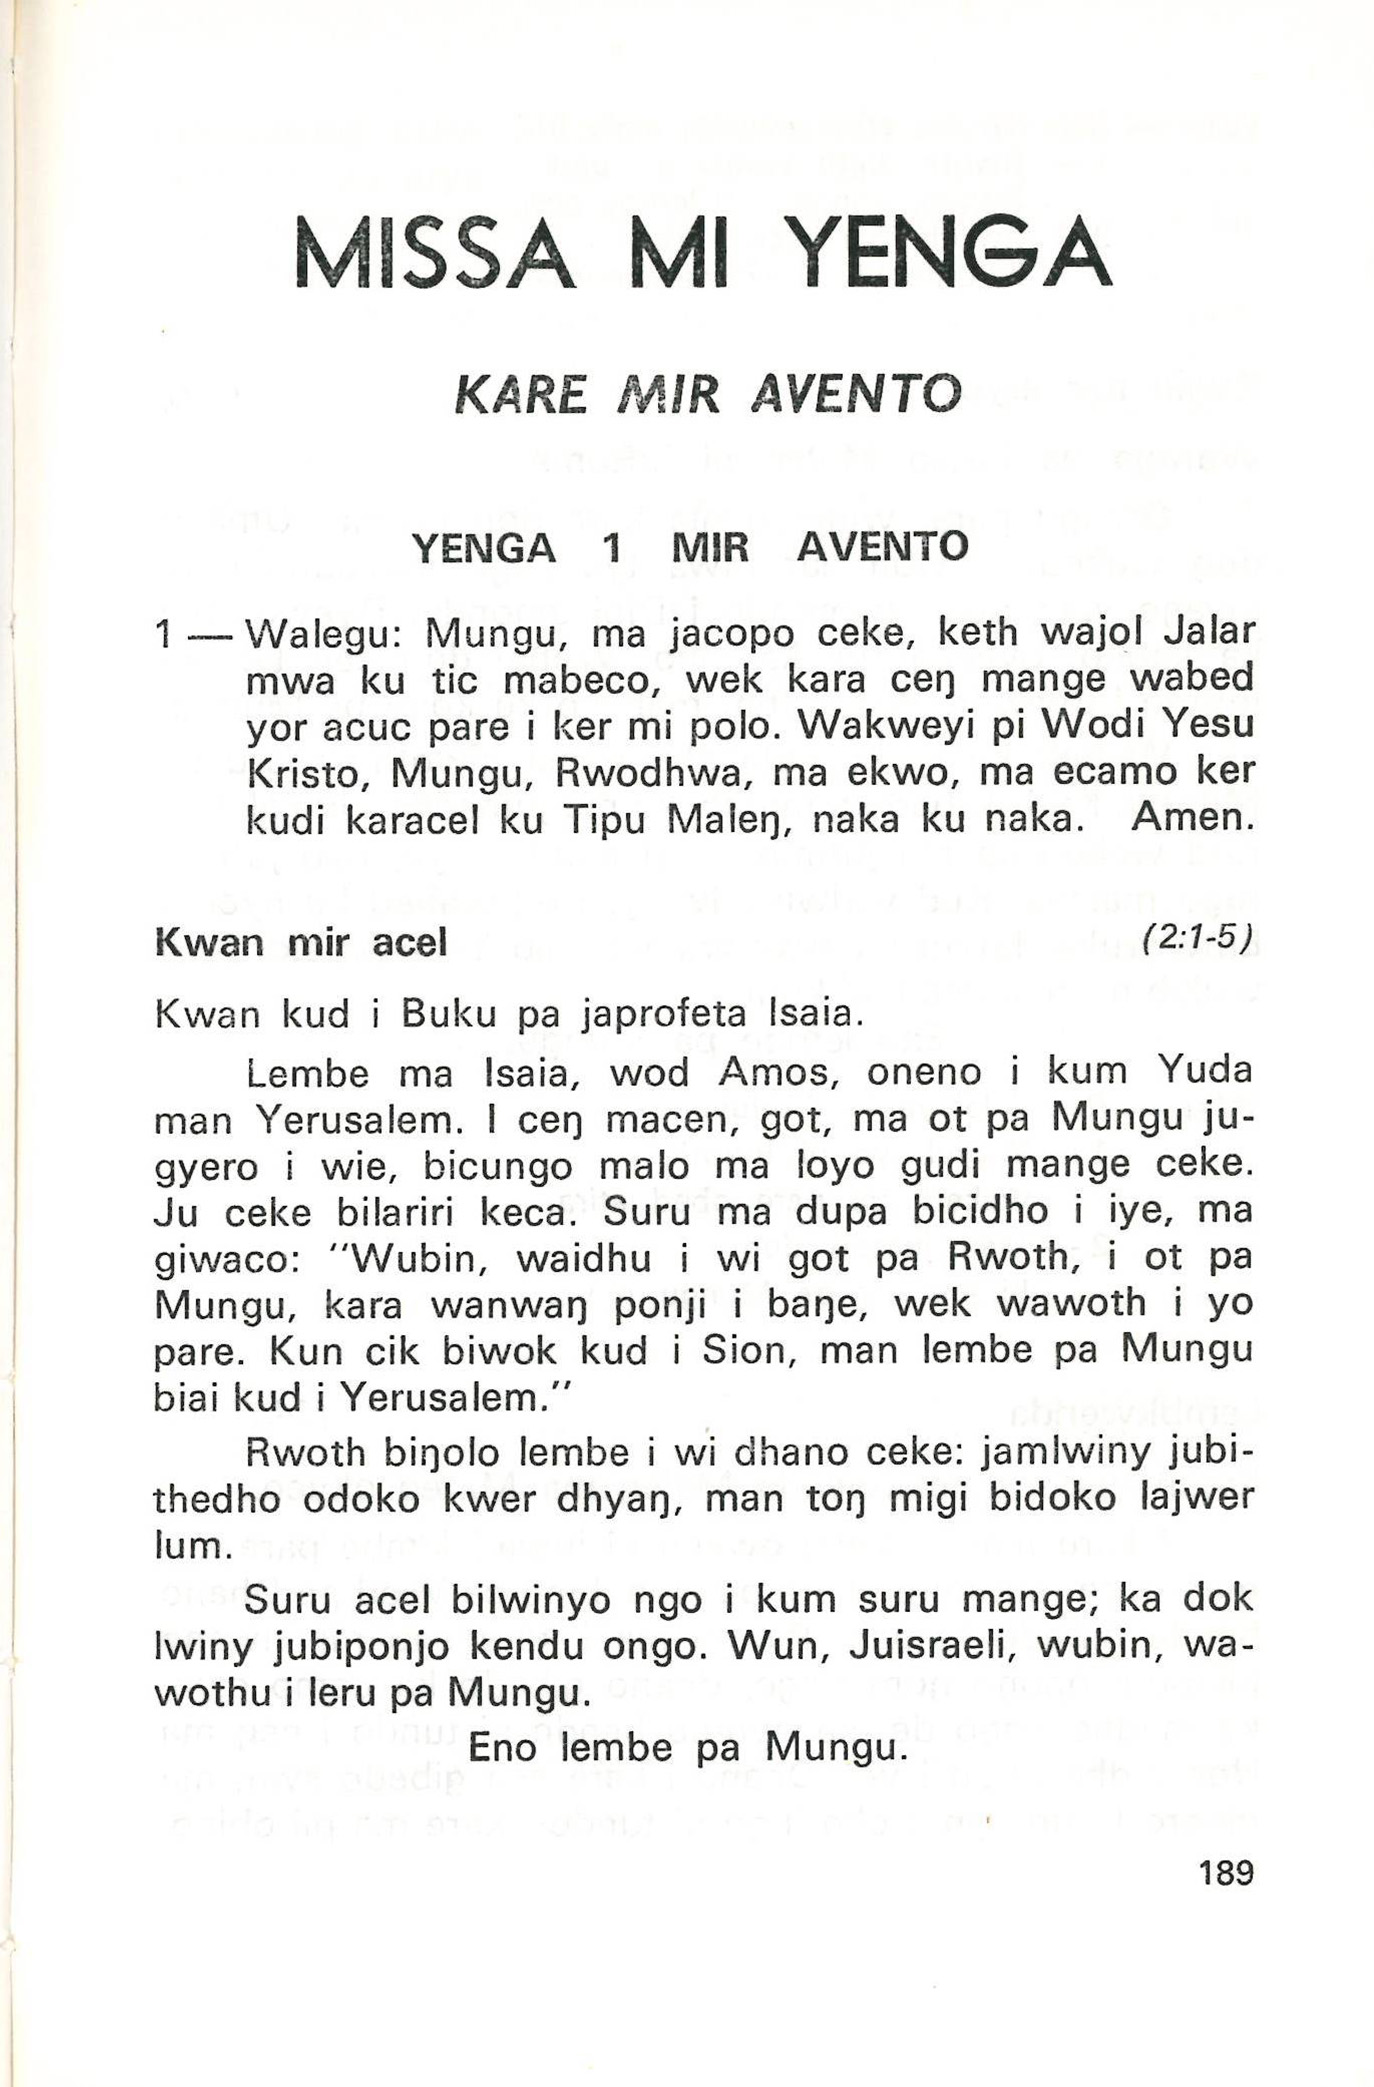 MISSA MI YENGA
KARE MIR AVENTO
YENGA 1 MIR AVENTO
1 — Walegu: Mungu, ma jacopo ceke, keth wajol Jalar
mwa ku tic mabeco, wek kara ceŋ mange wabed
yor acuc pare i ker mi polo. Wakweyi pi Wodi Yesu
Kristo, Mungu, Rwodhwa, ma ekwo, ma ecamo ker
kudi karacel ku Tipu Maleŋ, naka ku naka. Amen.
Kwan mir acel (2:1-5)
Kwan kud i Buku pa japrofeta Isaia.
Lembe ma Isaia, wod Amos, oneno i kum Yuda
man Yerusalem. I ceŋ macen, got, ma ot pa Mungu ju-
gyero i wie, bicungo malo ma loyo gudi mange ceke.
Ju ceke bilariri keca. Suru ma dupa bicidho i iye, ma
giwaco: "Wubin, waidhu i wi got pa Rwoth, i ot pa
Mungu, kara wanwaŋ ponji i baŋe, wek wawoth i yo
pare. Kun cik biwok kud i Sion, man lembe pa Mungu
biai kud i Yerusalem."
Rwoth biŋolo lembe i wi dhano ceke: jamlwiny jubi-
thedho odoko kwer dhyaŋ, man toŋ migi bidoko lajwer
lum.
Suru acel bilwinyo ngo i kum suru mange; ka dok
lwiny jubiponjo kendu ongo. Wun, Juisraeli, wubin, wa-
wothu i leru pa Mungu.
Eno lembe pa Mungu.
189